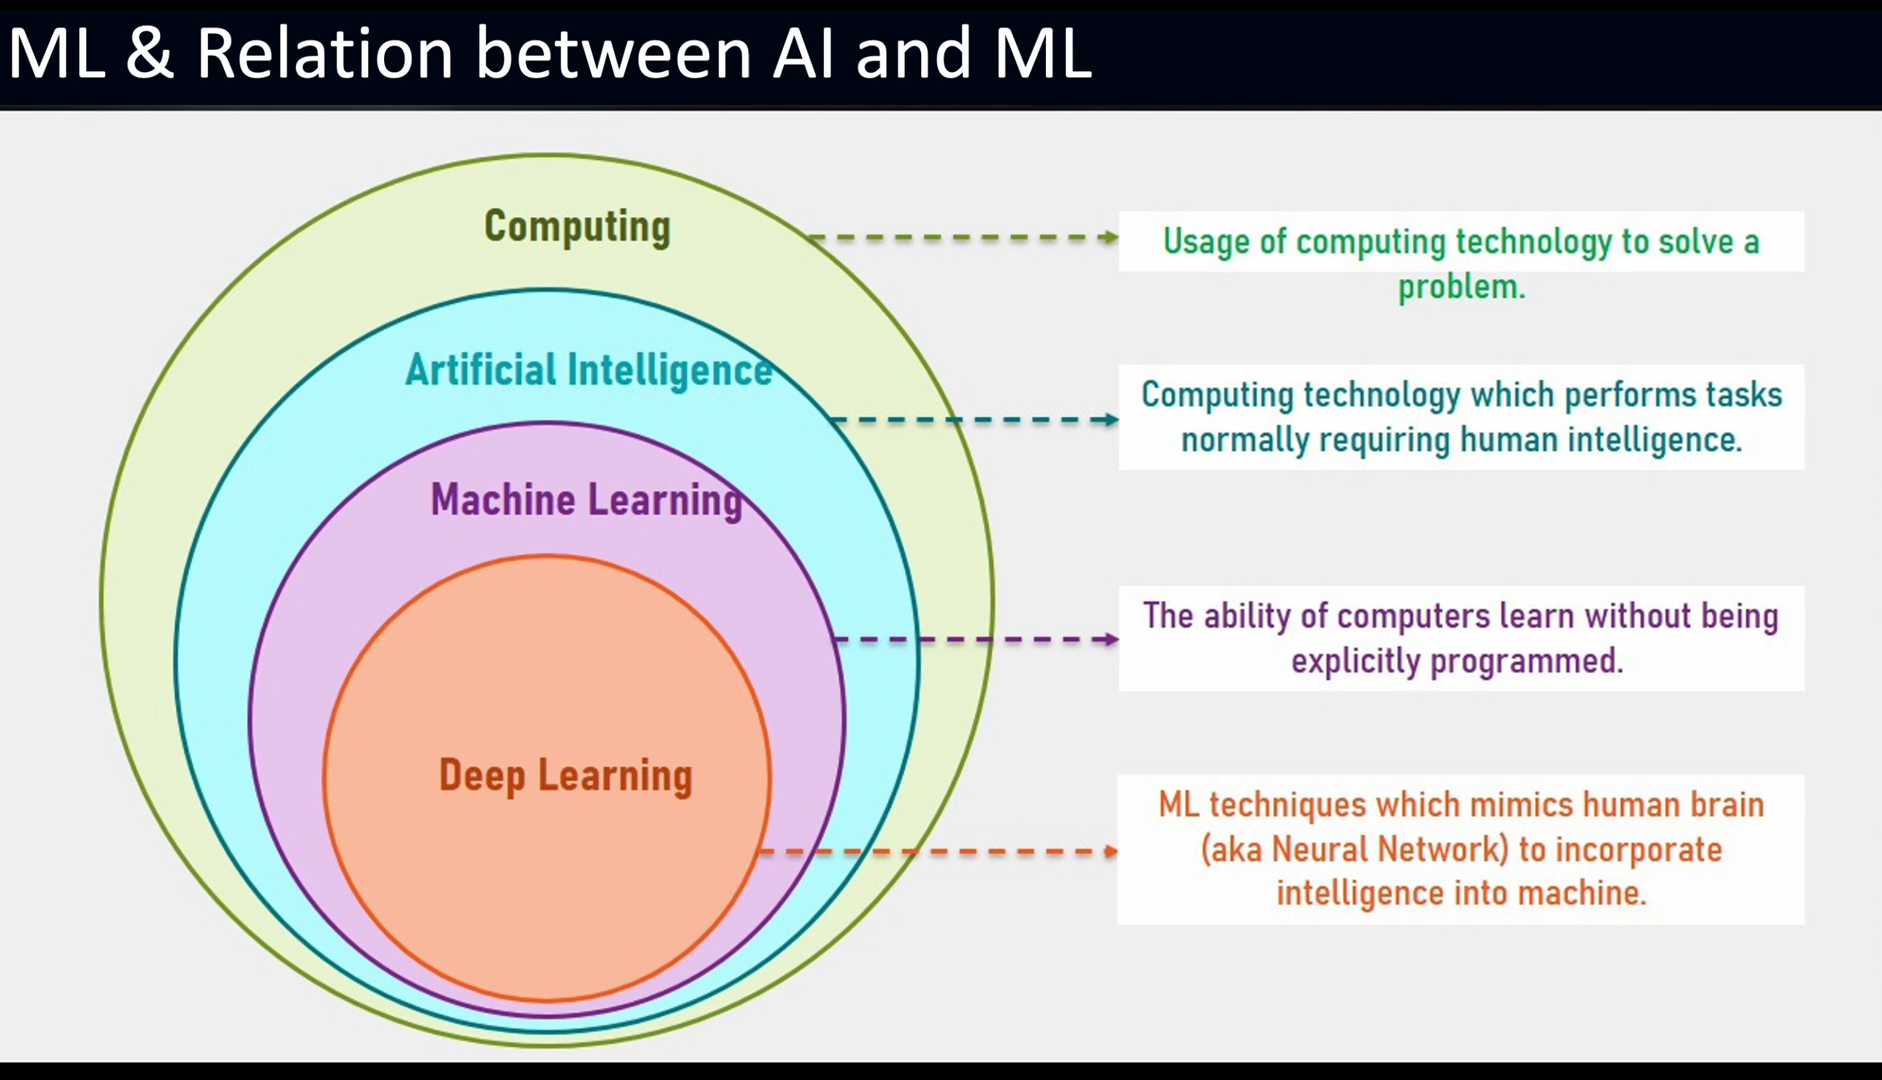 ML & Relation between AI and ML
Computing
Usage of computing technology to solve a
problem.
Artificial Intelligence
Computing technology which performs tasks
normally requiring human intelligence.
Machine Learning
The ability of computers learn without being
explicitly programmed.
Deep Learning
ML techniques which mimics human brain
(aka Neural Network) to incorporate
intelligence into machine.